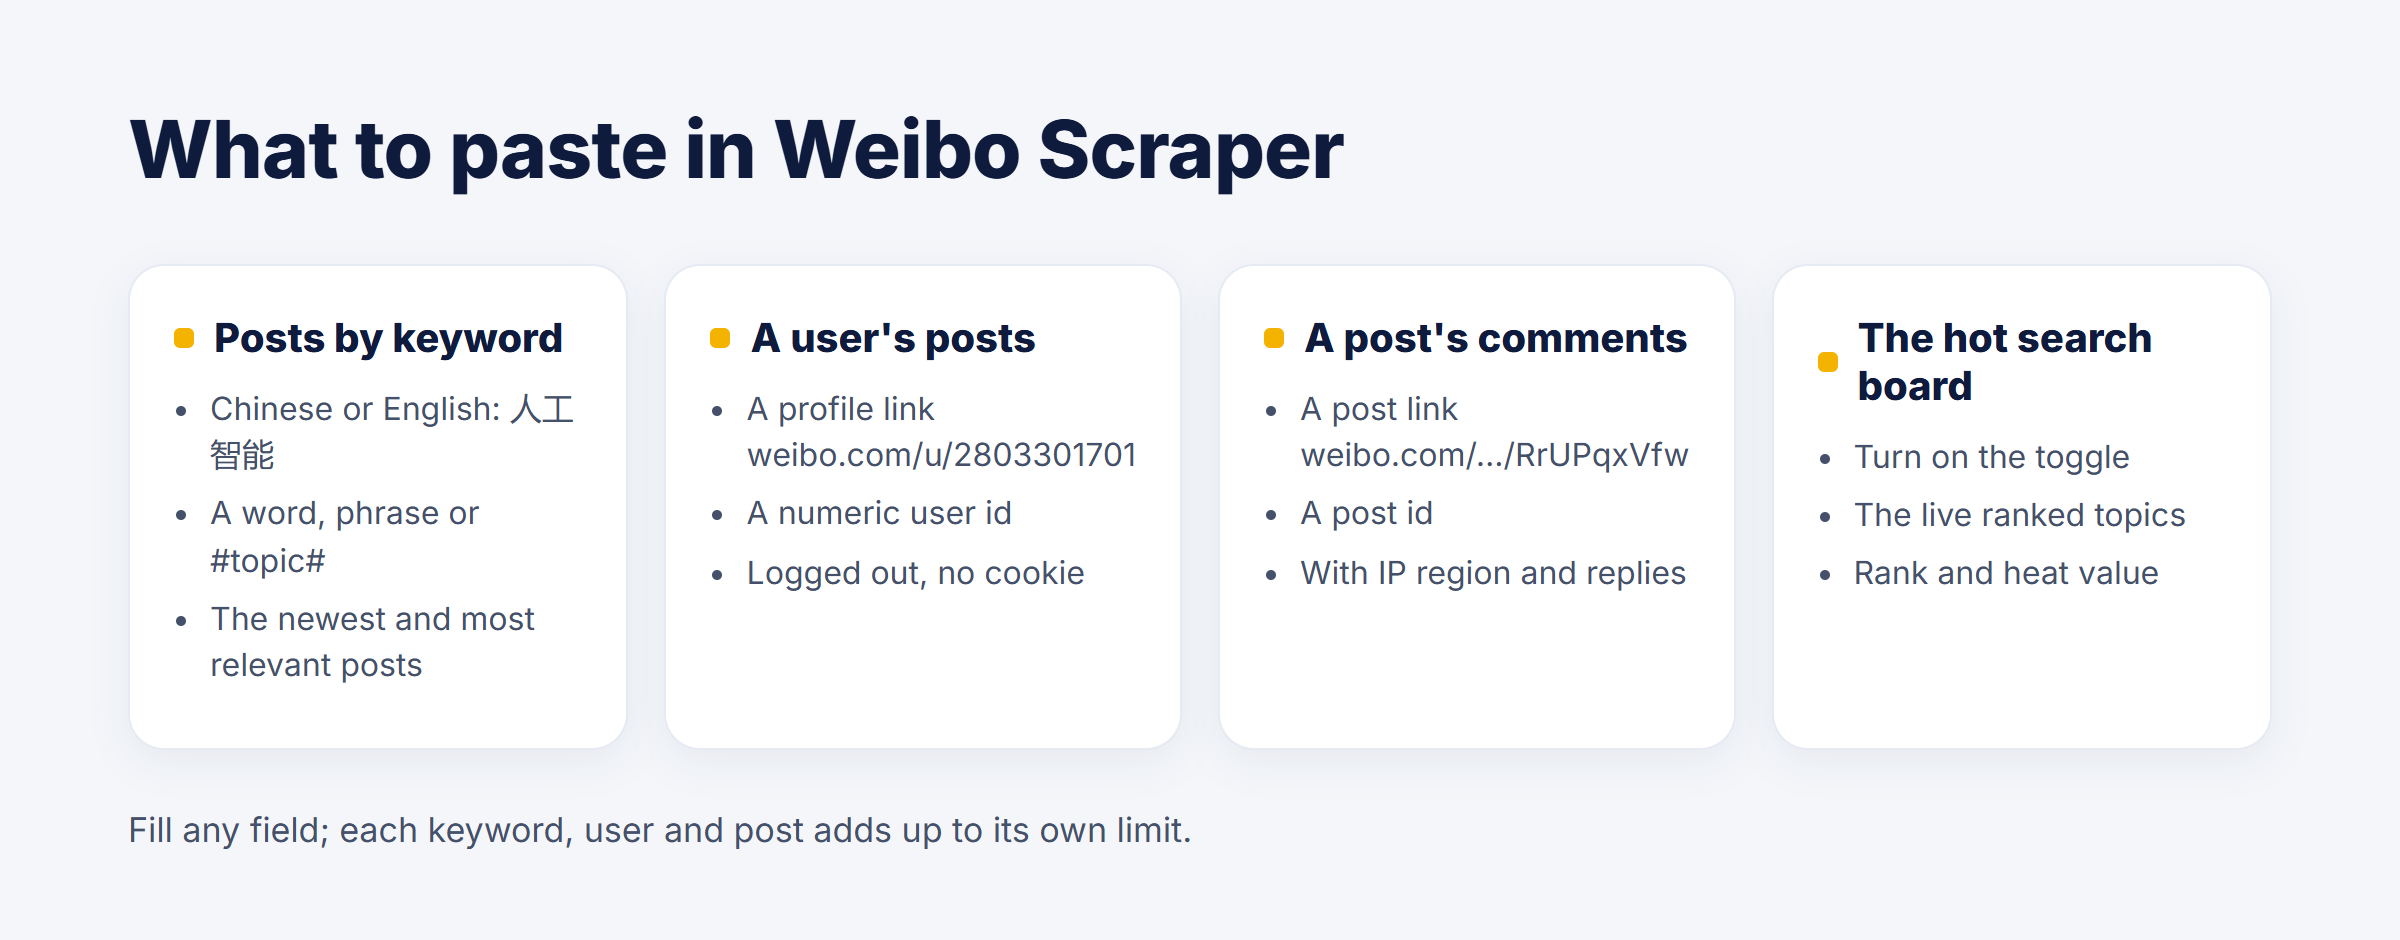 What to paste in Weibo Scraper
Posts by keyword
Chinese or English: 人工
智能
A word, phrase or
#topic#
The newest and most
relevant posts
A user's posts
A profile link
weibo.com/u/2803301701
A numeric user id
Logged out, no cookie
A post's comments
A post link
weibo.com/.../RrUPqxVfw
A post id
With IP region and replies
The hot search
board
Turn on the toggle
The live ranked topics
Rank and heat value
Fill any field; each keyword, user and post adds up to its own limit.